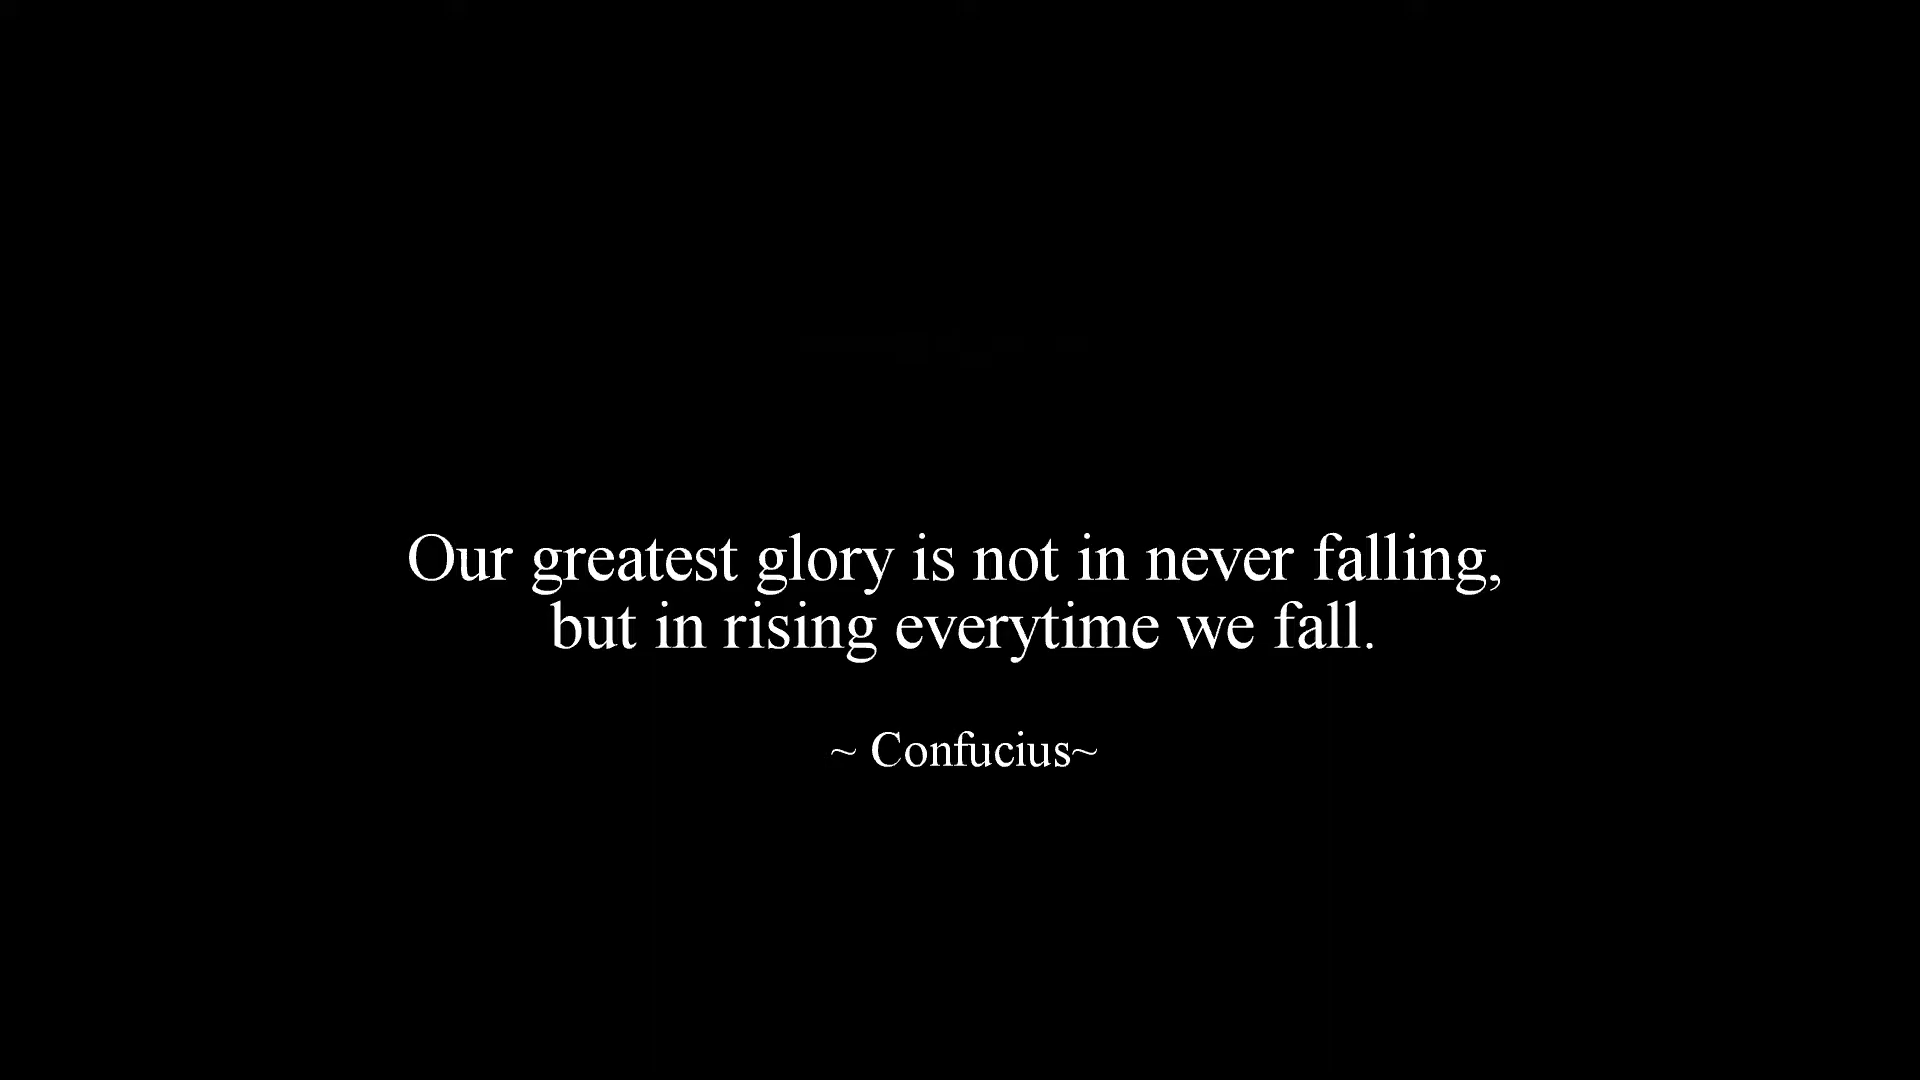 Our greatest glory is not in never falling,
but in rising everytime we fall.
~ Confucius~